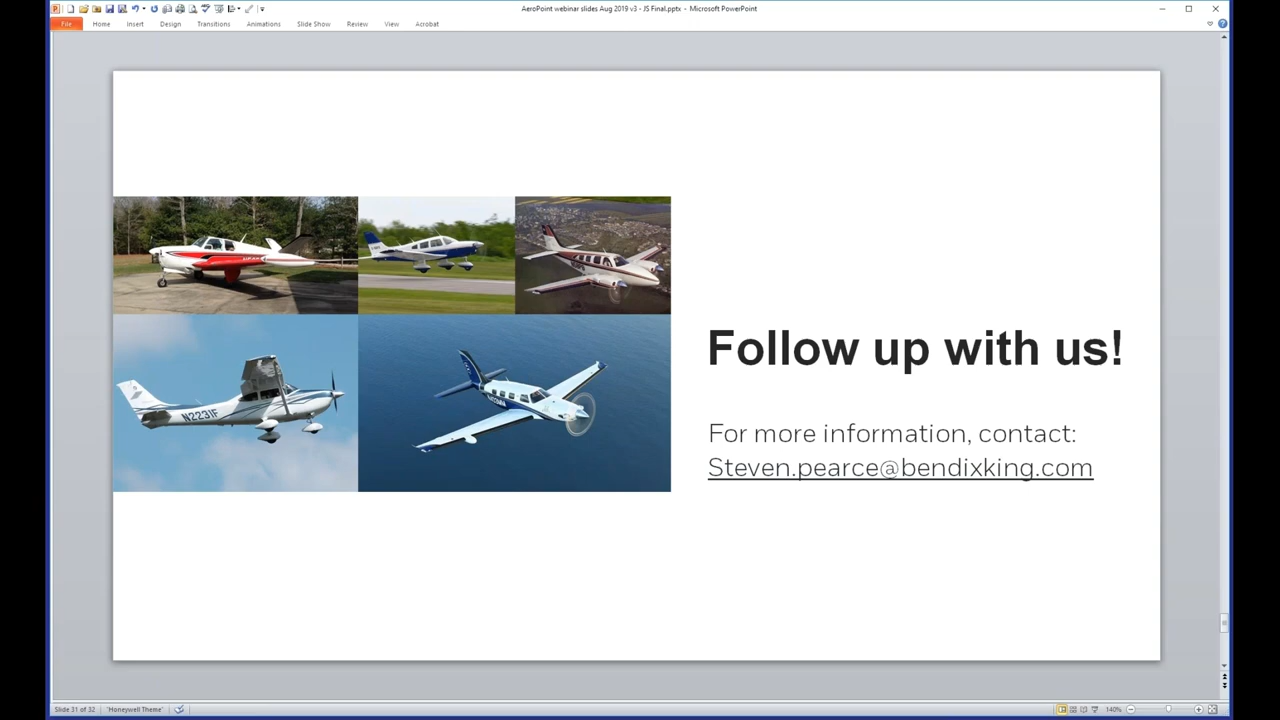 AeroPoint webinar slides Aug 2019 v3 - JS Final.pptx - Microsoft PowerPoint
File Home Insert Design Transitions Animations Slide Show Review View Acrobat
N2231F
Follow up with us!
For more information, contact:
Steven.pearce@bendixking.com
Slide 31 of 32 "Honeywell Theme" 140%